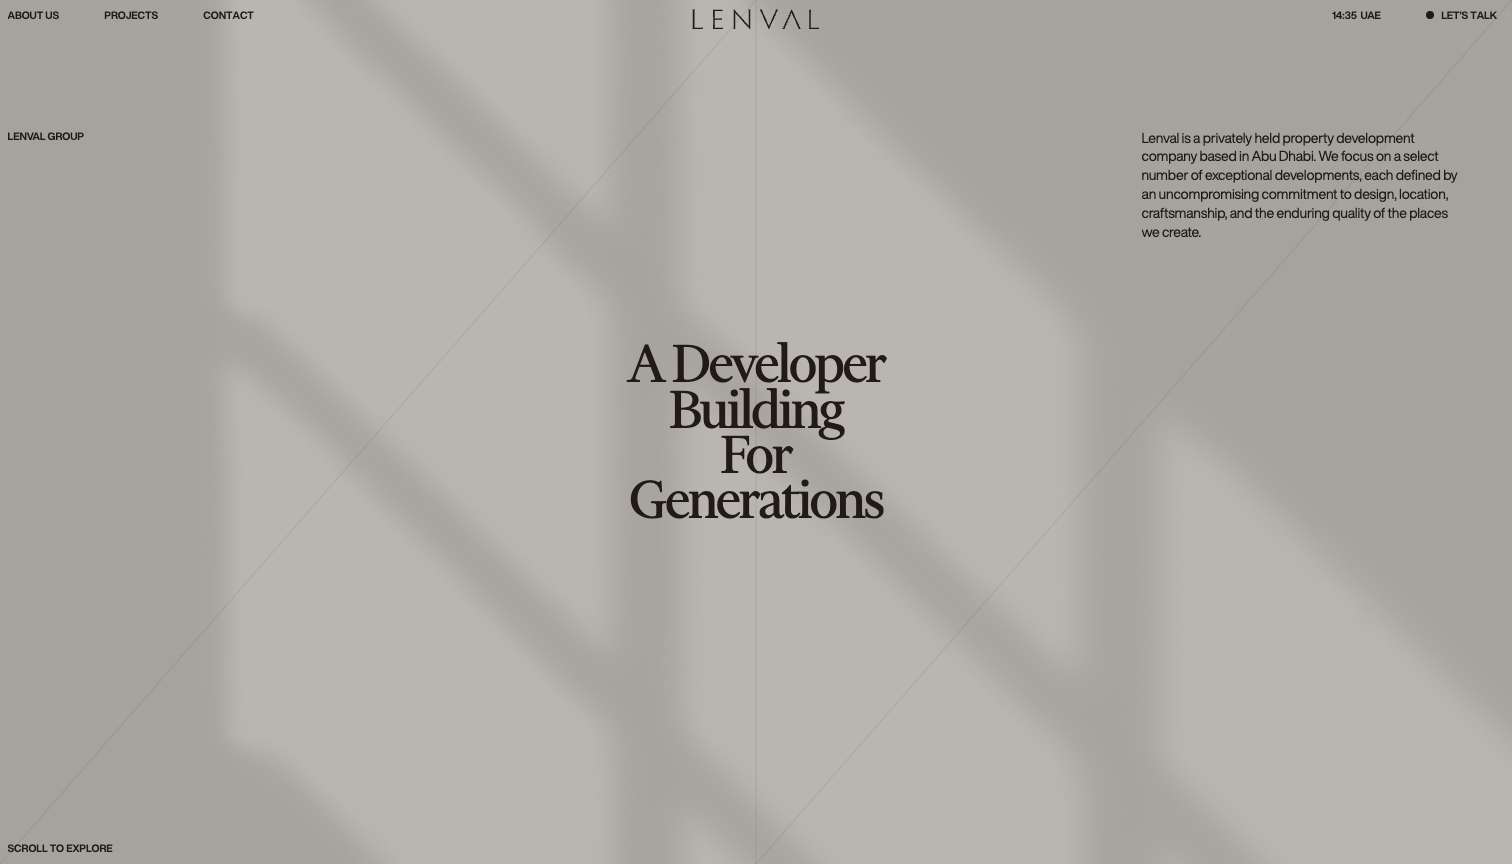 ABOUT US
PROJECTS
CONTACT
LENVAL
14:35 UAE
LET'S TALK
LENVAL GROUP
Lenval is a privately held property development
company based in Abu Dhabi. We focus on a select
number of exceptional developments, each defined by
an uncompromising commitment to design, location,
craftsmanship, and the enduring quality of the places
we create.
A Developer
Building
For
Generations
SCROLL TO EXPLORE